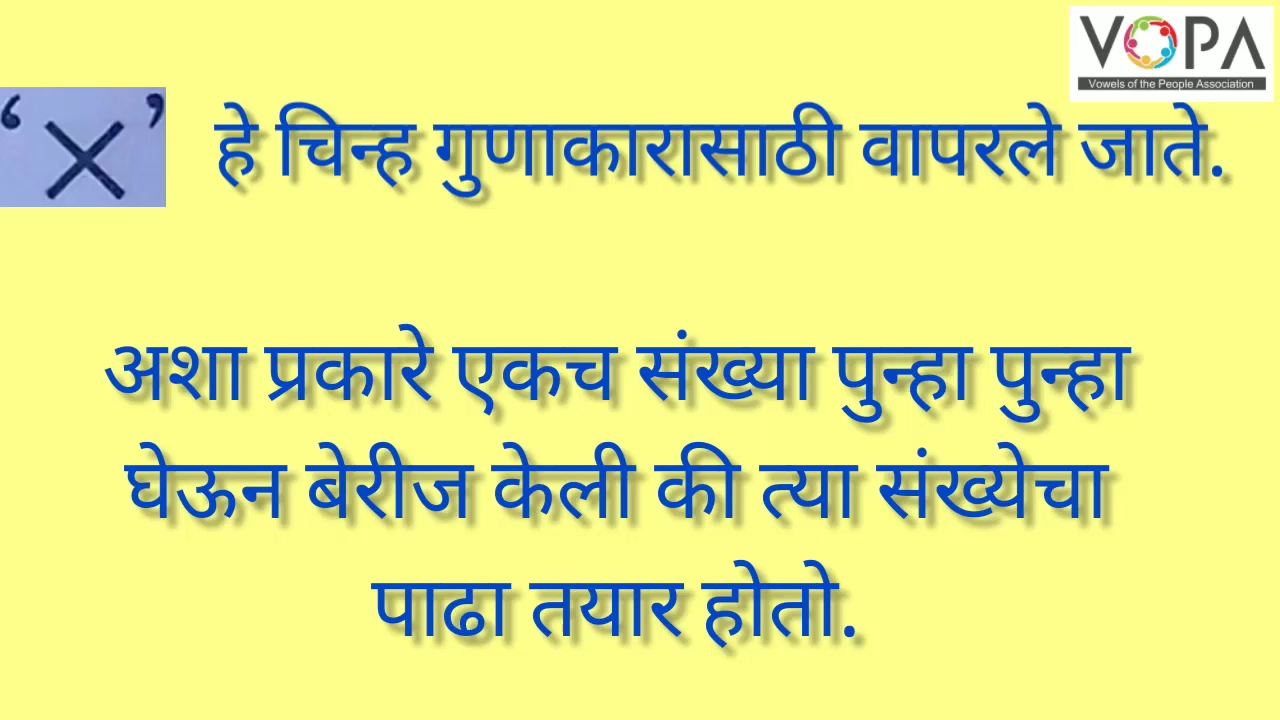 VOPA
Vowels of the People Association
‘×’ हे चिन्ह गुणाकारासाठी वापरले जाते.
अशा प्रकारे एकच संख्या पुन्हा पुन्हा
घेऊन बेरीज केली की त्या संख्येचा
पाढा तयार होतो.